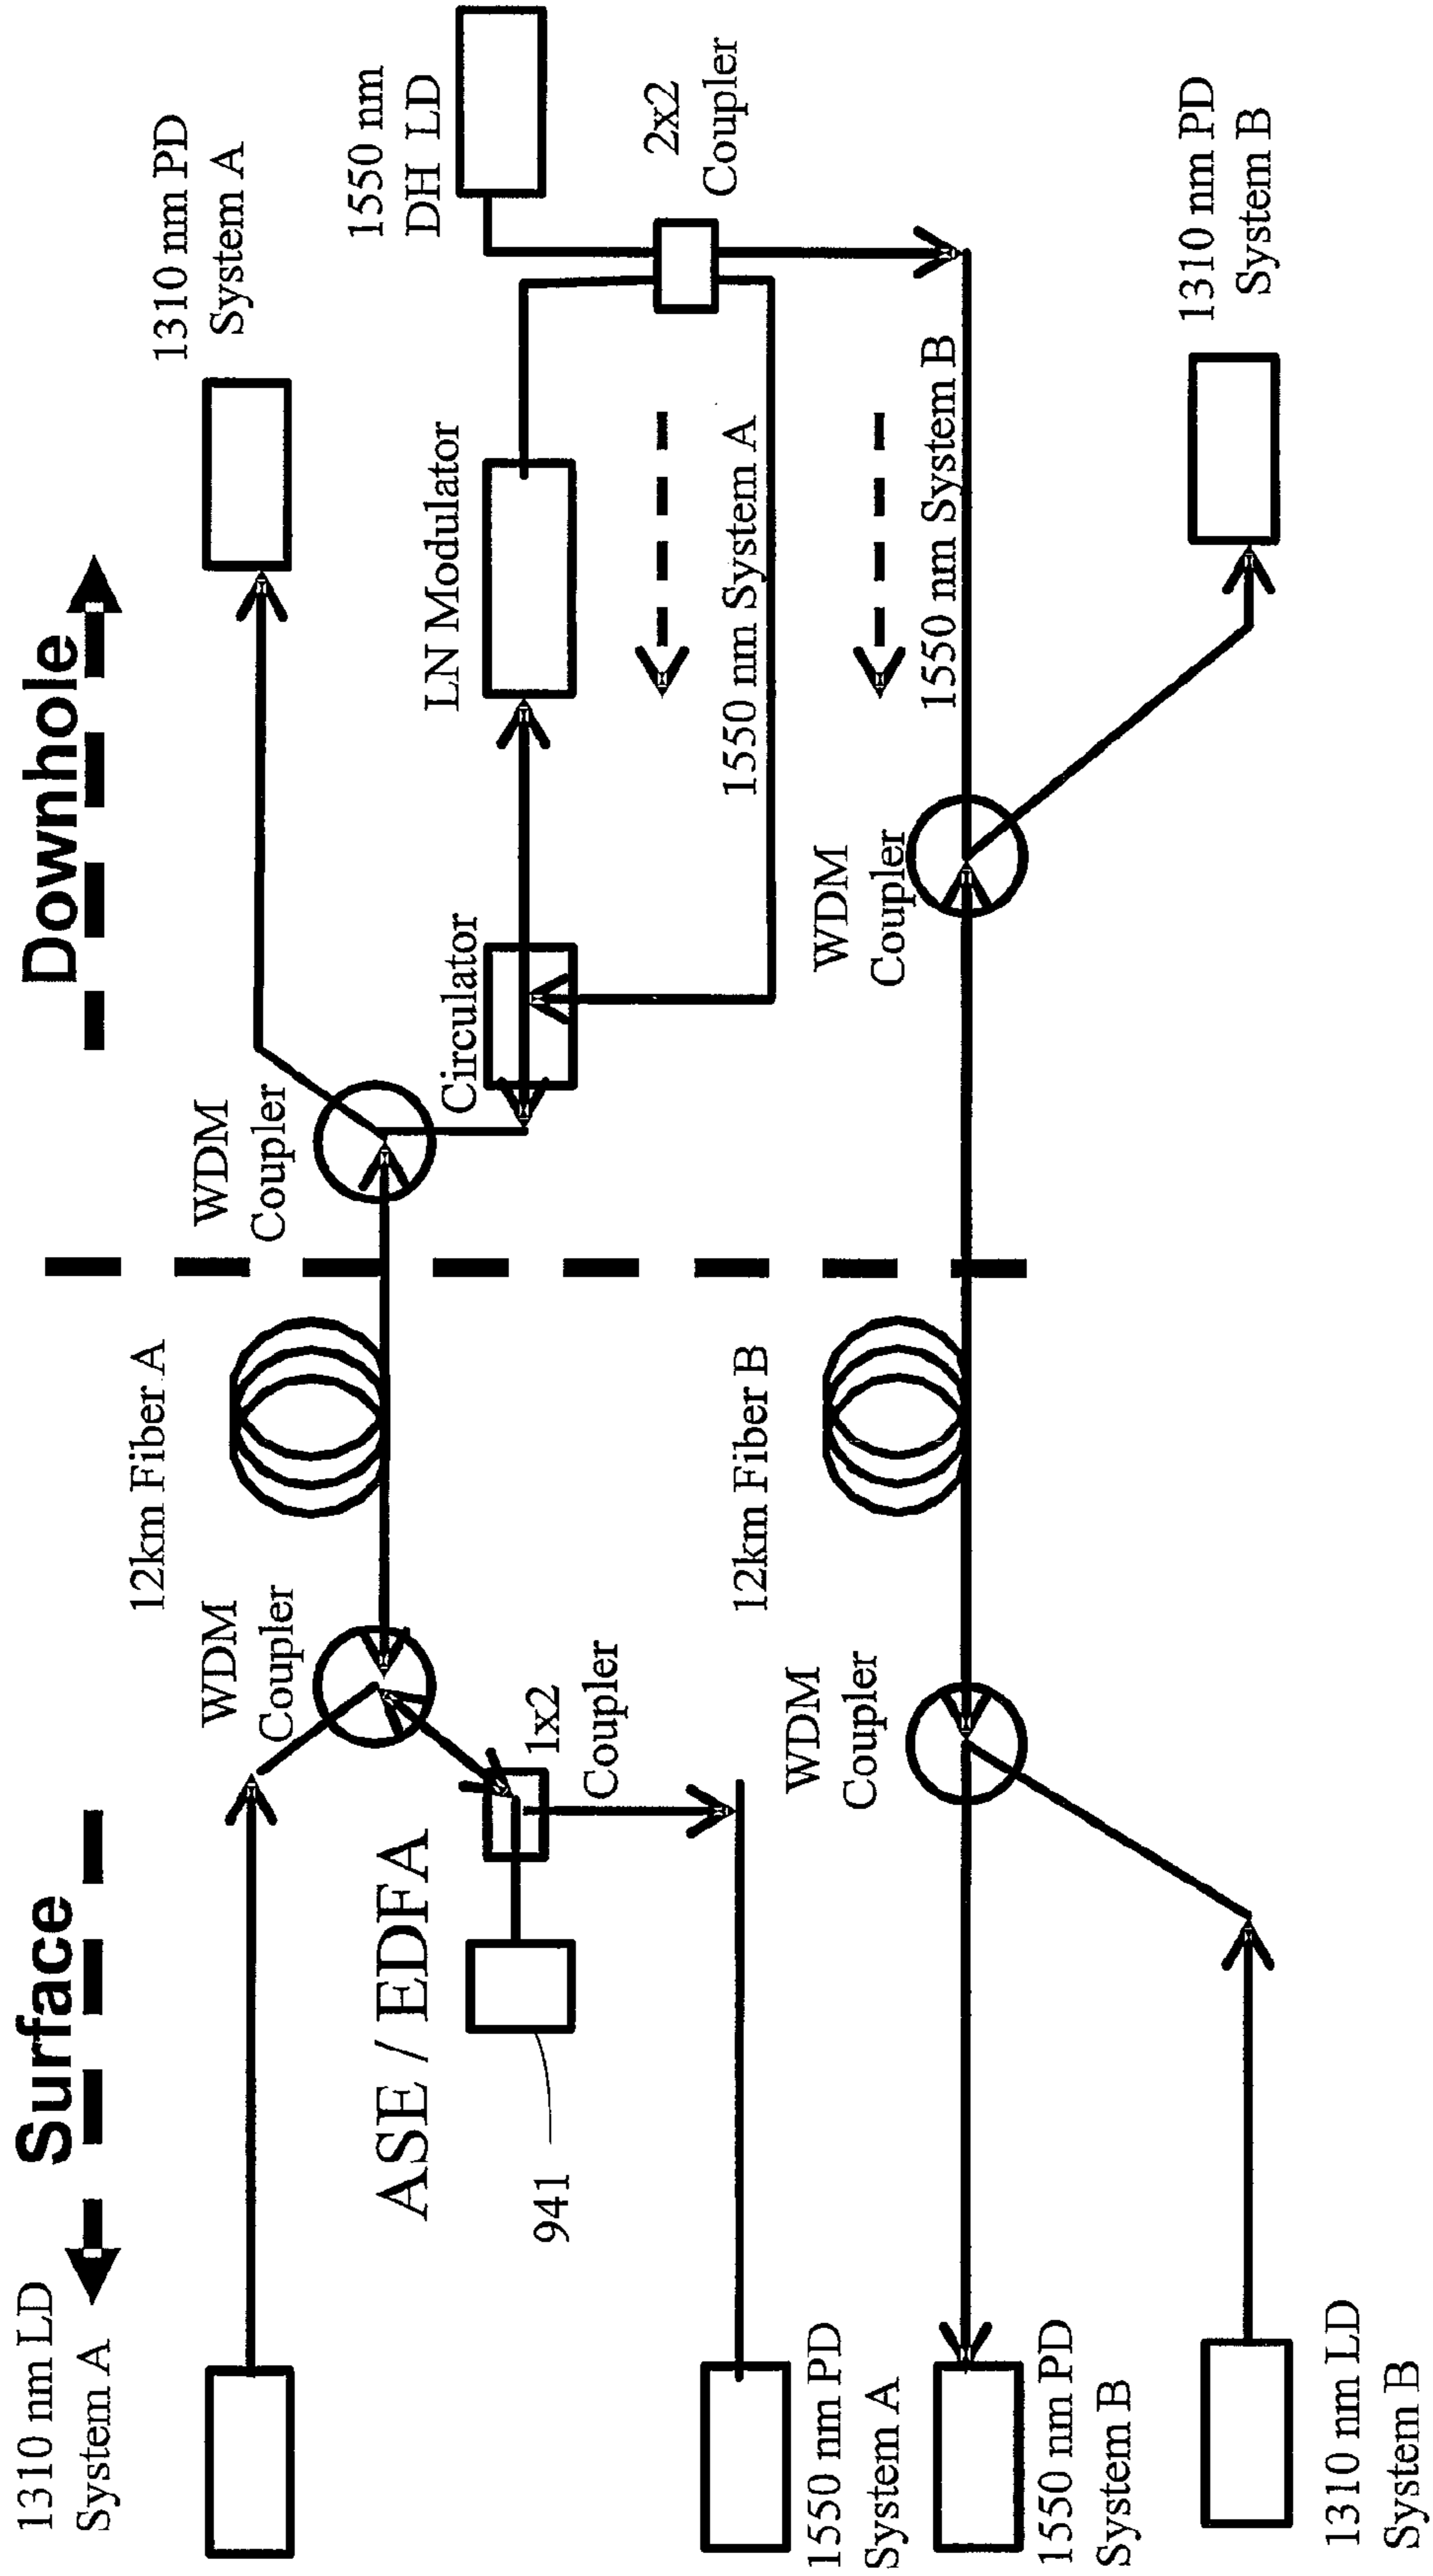 Surface
Downhole
1310 nm LD
System A
WDM
Coupler
12km Fiber A
WDM
Coupler
1310 nm PD
System A
ASE / EDFA
941
1x2
Coupler
Circulator
LN Modulator
1550 nm
DH LD
2x2
Coupler
1550 nm System A
1550 nm PD
System A
12km Fiber B
WDM
Coupler
WDM
Coupler
1550 nm System B
1550 nm PD
System B
1310 nm LD
System B
1310 nm PD
System B